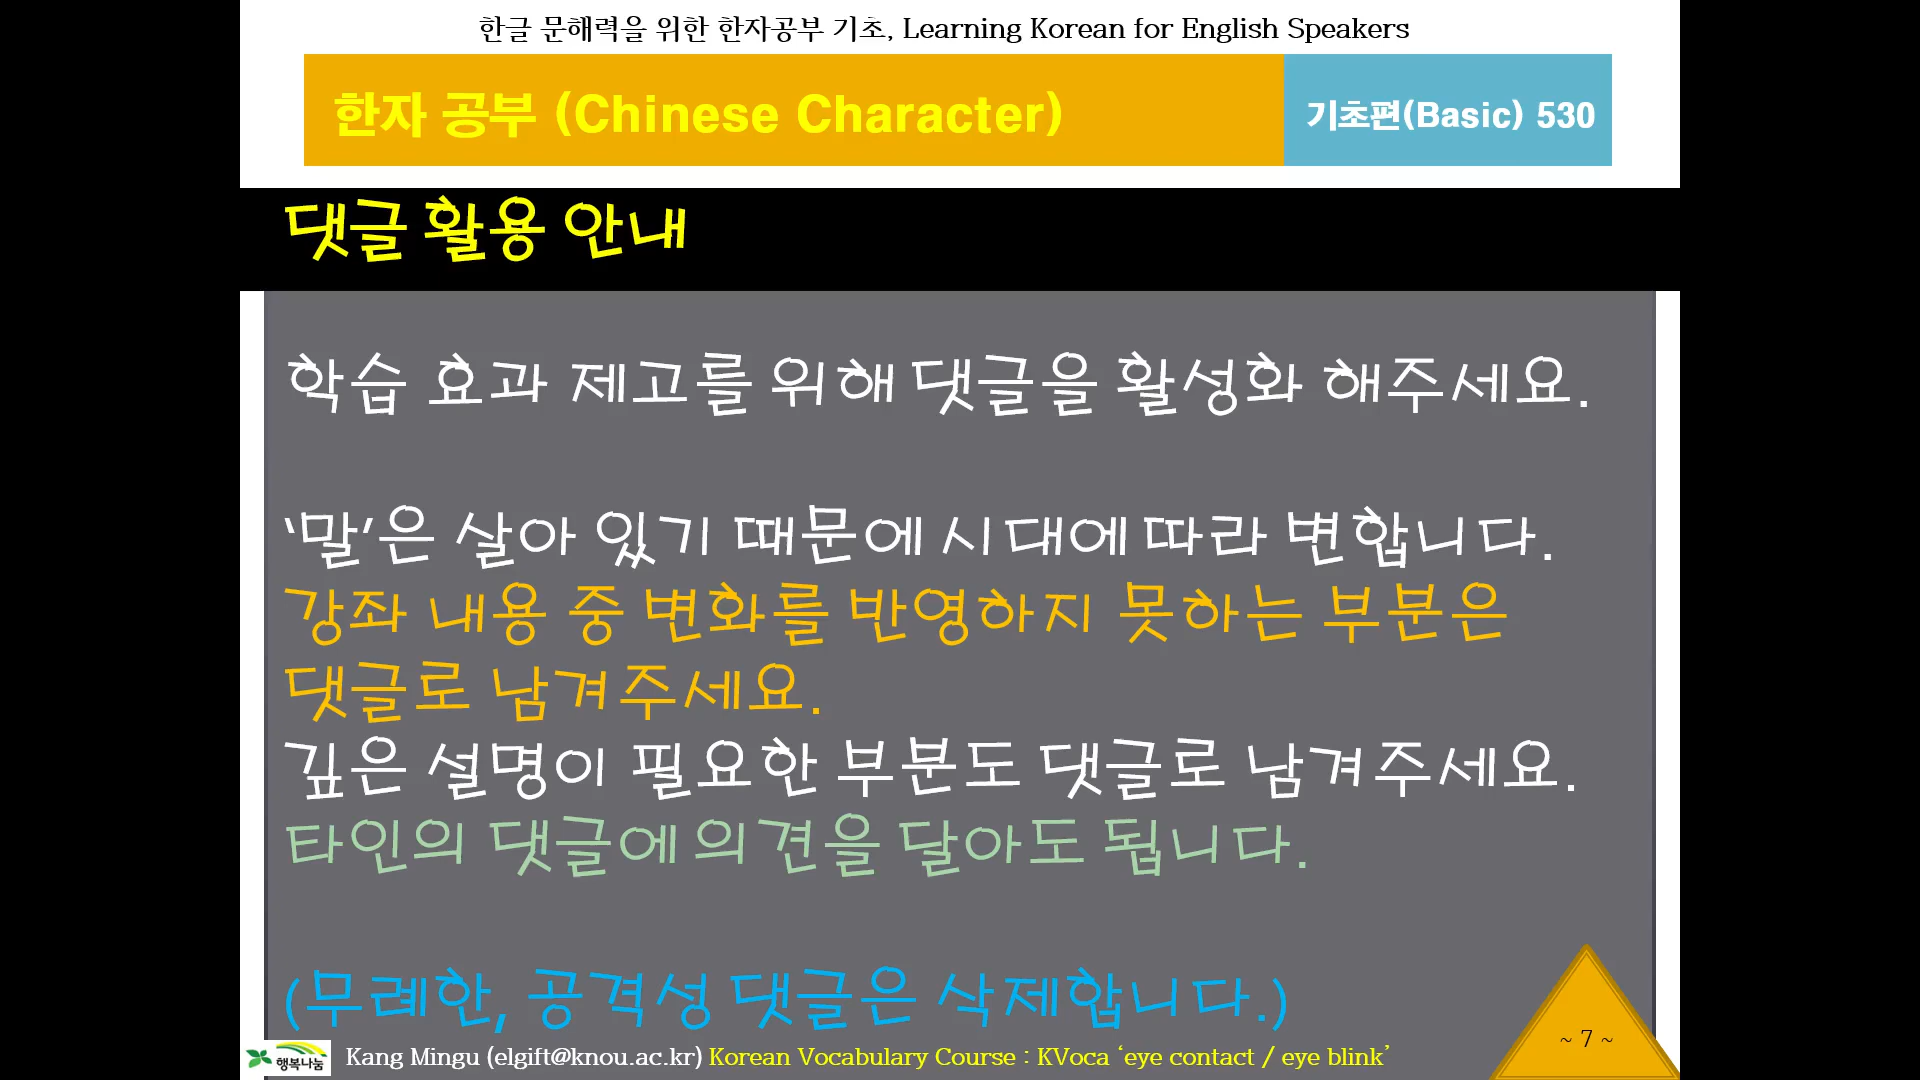 한글 문해력을 위한 한자공부 기초, Learning Korean for English Speakers
한자 공부 (Chinese Character)
기초편(Basic) 530
댓글 활용 안내
학습 효과 제고를 위해 댓글을 활성화 해주세요.
‘말’은 살아 있기 때문에 시대에 따라 변합니다.
강좌 내용 중 변화를 반영하지 못하는 부분은
댓글로 남겨주세요.
깊은 설명이 필요한 부분도 댓글로 남겨주세요.
타인의 댓글에 의견을 달아도 됩니다.
(무례한, 공격성 댓글은 삭제합니다.)
~ 7 ~
행복나눔
Kang Mingu (elgift@knou.ac.kr) Korean Vocabulary Course : KVoca ‘eye contact / eye blink’